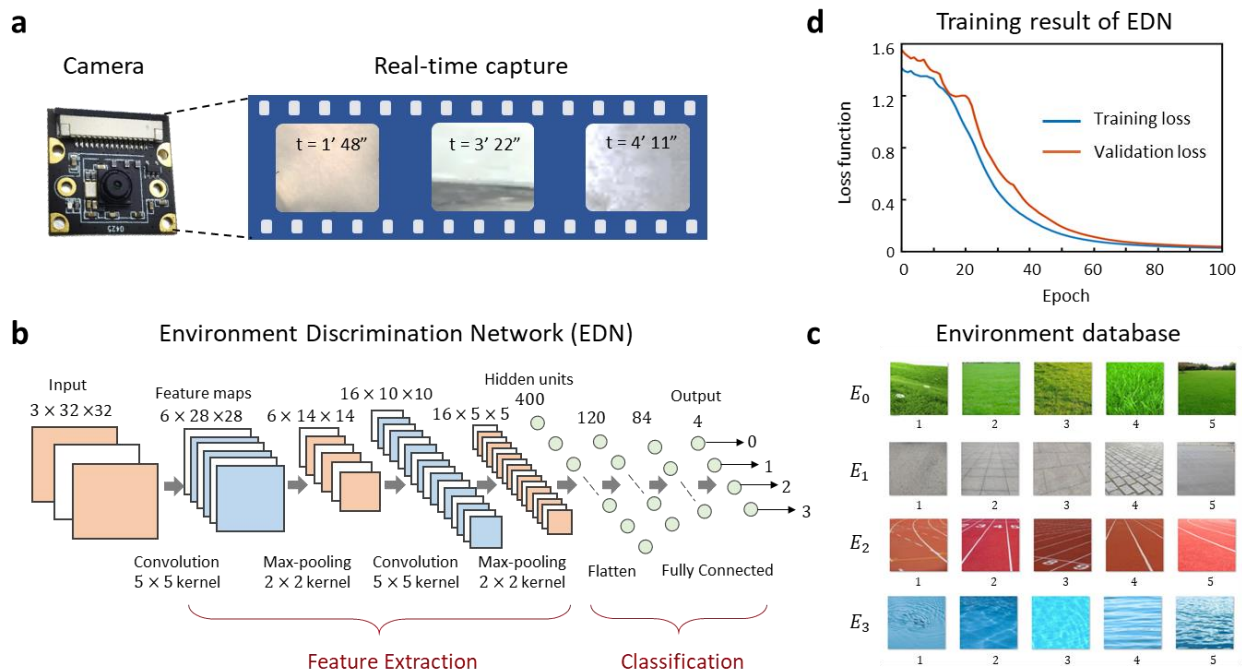 a
Camera
Real-time capture
t = 1’ 48”
t = 3’ 22”
t = 4’ 11”
0425
d
Training result of EDN
Loss function
1.6
1.2
0.8
0.4
0
Training loss
Validation loss
0 20 40 60 80 100
Epoch
b
Environment Discrimination Network (EDN)
Input
3 × 32 ×32
Feature maps
6 × 28 ×28
6 × 14 × 14
16 × 10 × 10
16 × 5 × 5
Hidden units
400
120
84
Output
4
0
1
2
3
Convolution
5 × 5 kernel
Max-pooling
2 × 2 kernel
Convolution
5 × 5 kernel
Max-pooling
2 × 2 kernel
Flatten
Fully Connected
Feature Extraction
Classification
c
Environment database
E0
1 2 3 4 5
E1
1 2 3 4 5
E2
1 2 3 4 5
E3
1 2 3 4 5